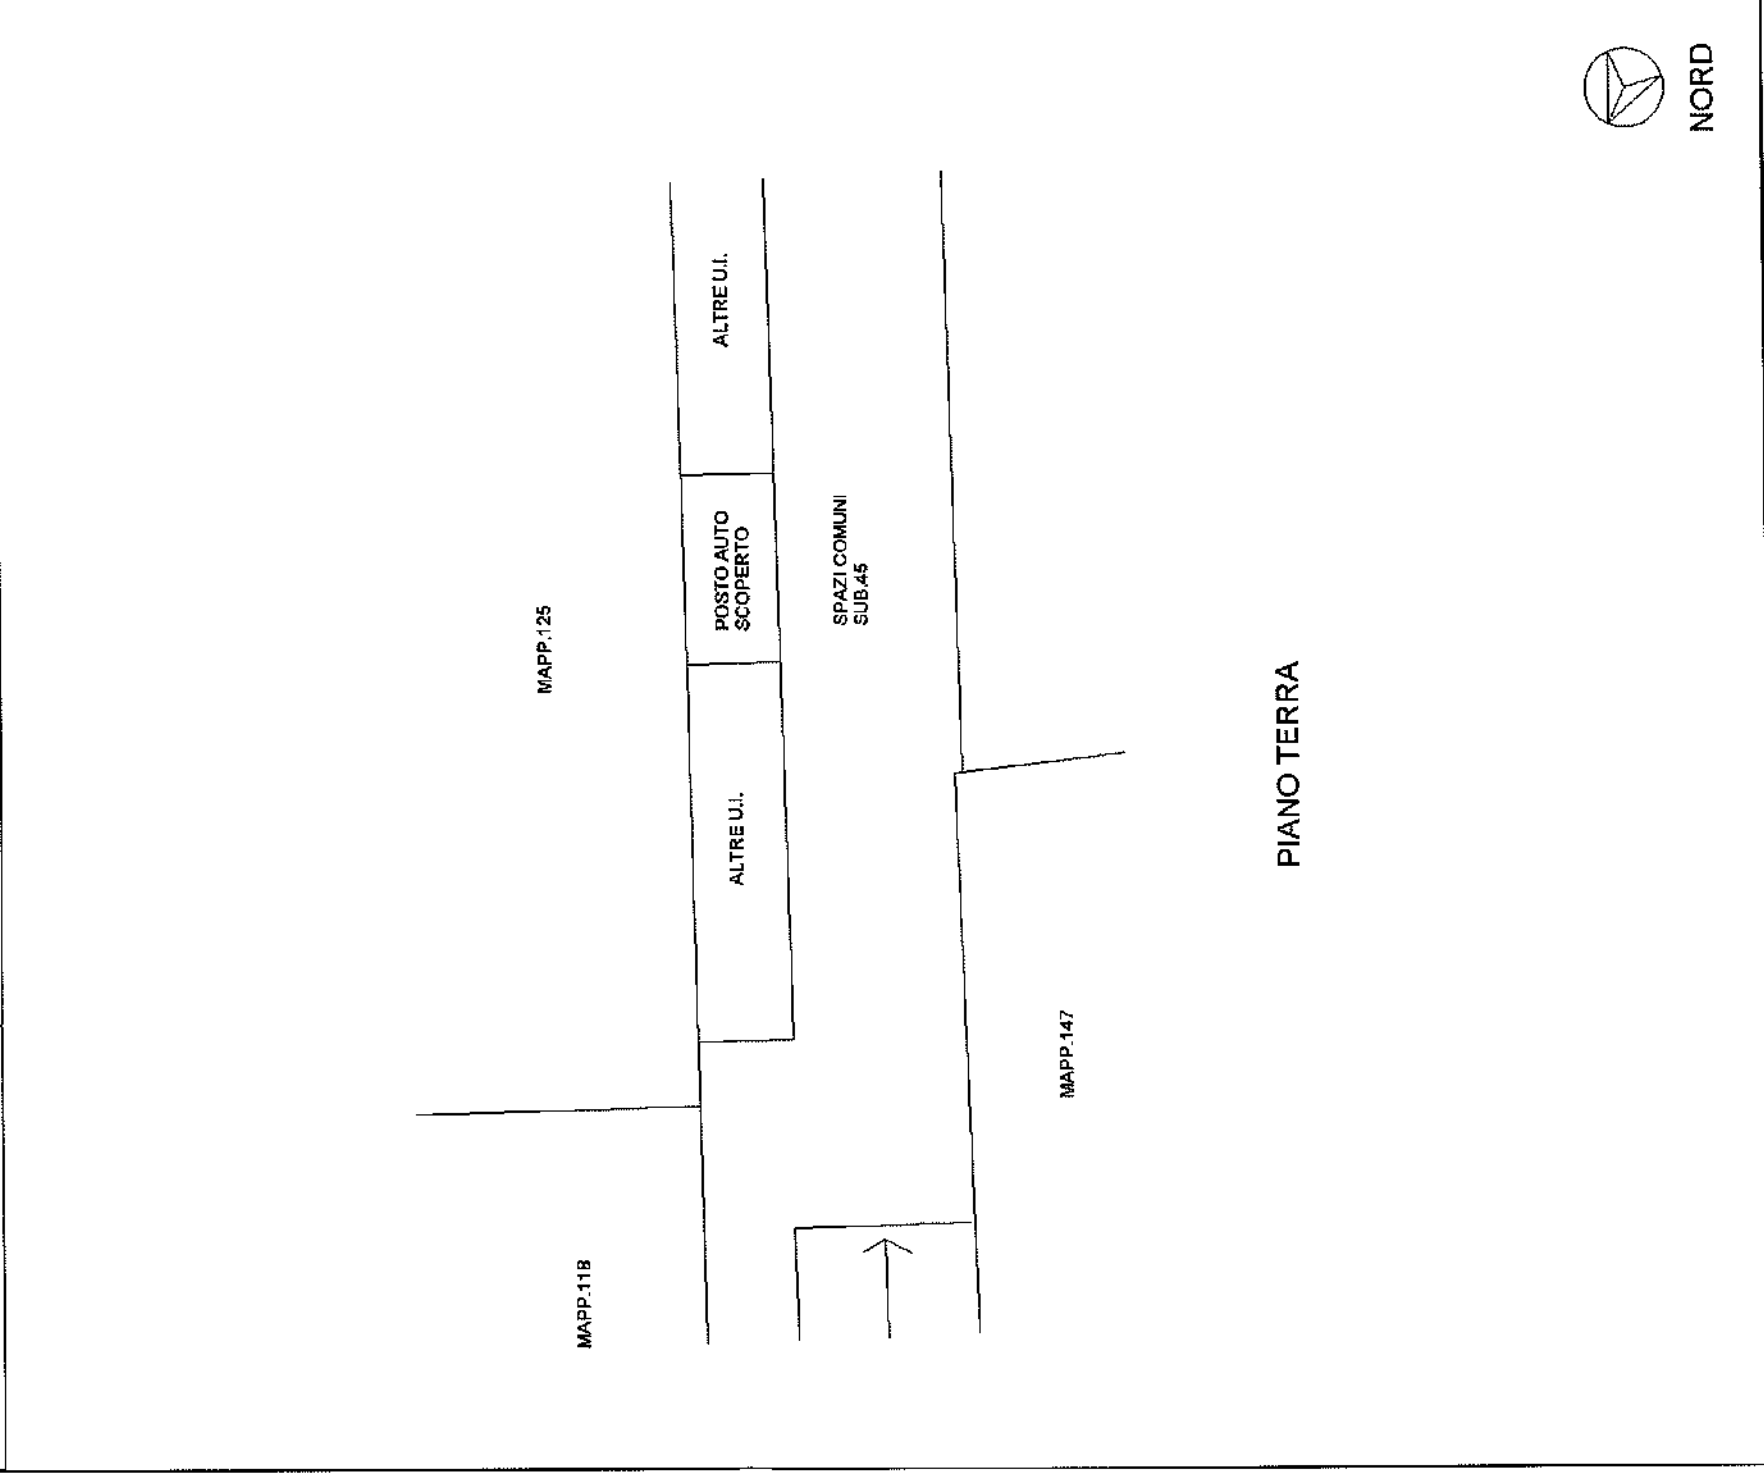 MAPP.118
MAPP.125
ALTRE U.I.
POSTO AUTO
SCOPERTO
ALTRE U.I.
SPAZI COMUNI
SUB.45
MAPP.147
PIANO TERRA
NORD